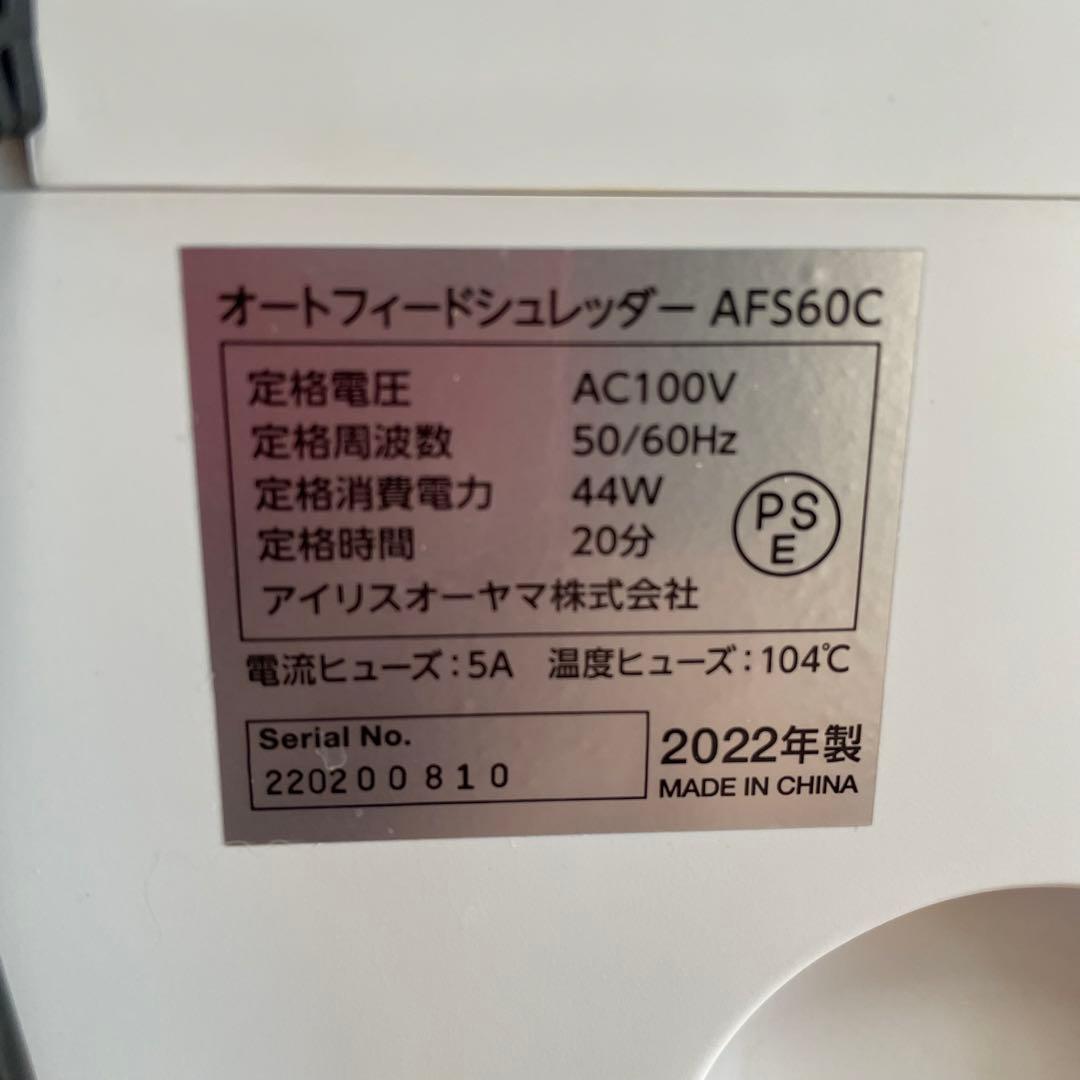 オートフィードシュレッダー AFS60C
定格電圧 AC100V
定格周波数 50/60Hz
定格消費電力 44W
定格時間 20分
PS
E
アイリスオーヤマ株式会社
電流ヒューズ:5A 温度ヒューズ:104℃
Serial No.
220200810
2022年製
MADE IN CHINA